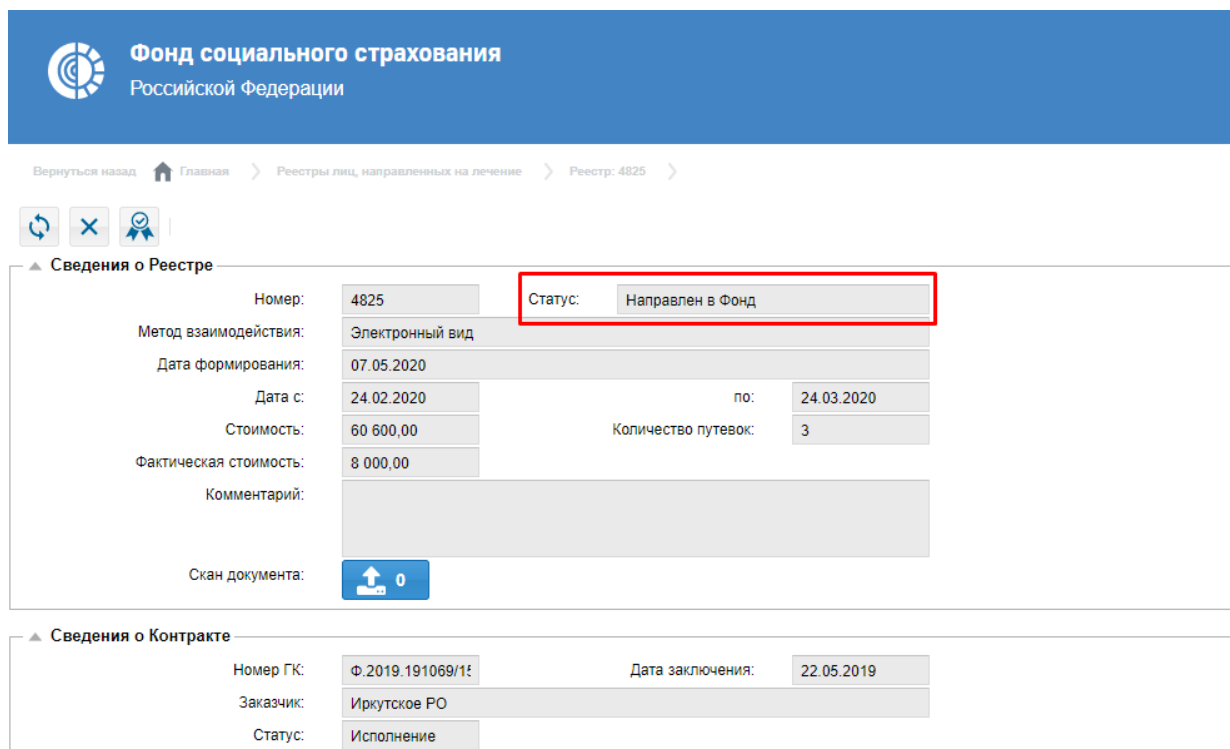 Фонд социального страхования
Российской Федерации
Вернуться назад Главная Реестры лиц, направленных на лечение Реестр: 4825
Сведения о Реестре
Номер: 4825 Статус: Направлен в Фонд
Метод взаимодействия: Электронный вид
Дата формирования: 07.05.2020
Дата с: 24.02.2020 по: 24.03.2020
Стоимость: 60 600,00 Количество путевок: 3
Фактическая стоимость: 8 000,00
Комментарий:
Скан документа: 0
Сведения о Контракте
Номер ГК: Ф.2019.191069/15 Дата заключения: 22.05.2019
Заказчик: Иркутское РО
Статус: Исполнение